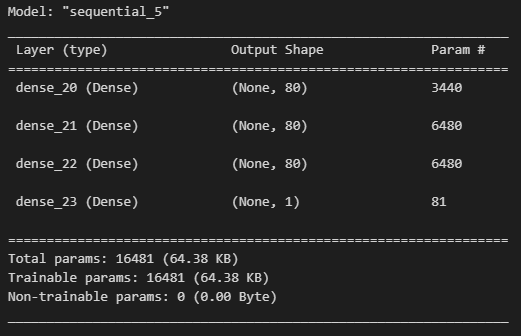 Model: "sequential_5"
_________________________________________________________________
Layer (type) Output Shape Param #
=================================================================
dense_20 (Dense) (None, 80) 3440
dense_21 (Dense) (None, 80) 6480
dense_22 (Dense) (None, 80) 6480
dense_23 (Dense) (None, 1) 81
=================================================================
Total params: 16481 (64.38 KB)
Trainable params: 16481 (64.38 KB)
Non-trainable params: 0 (0.00 Byte)
_________________________________________________________________